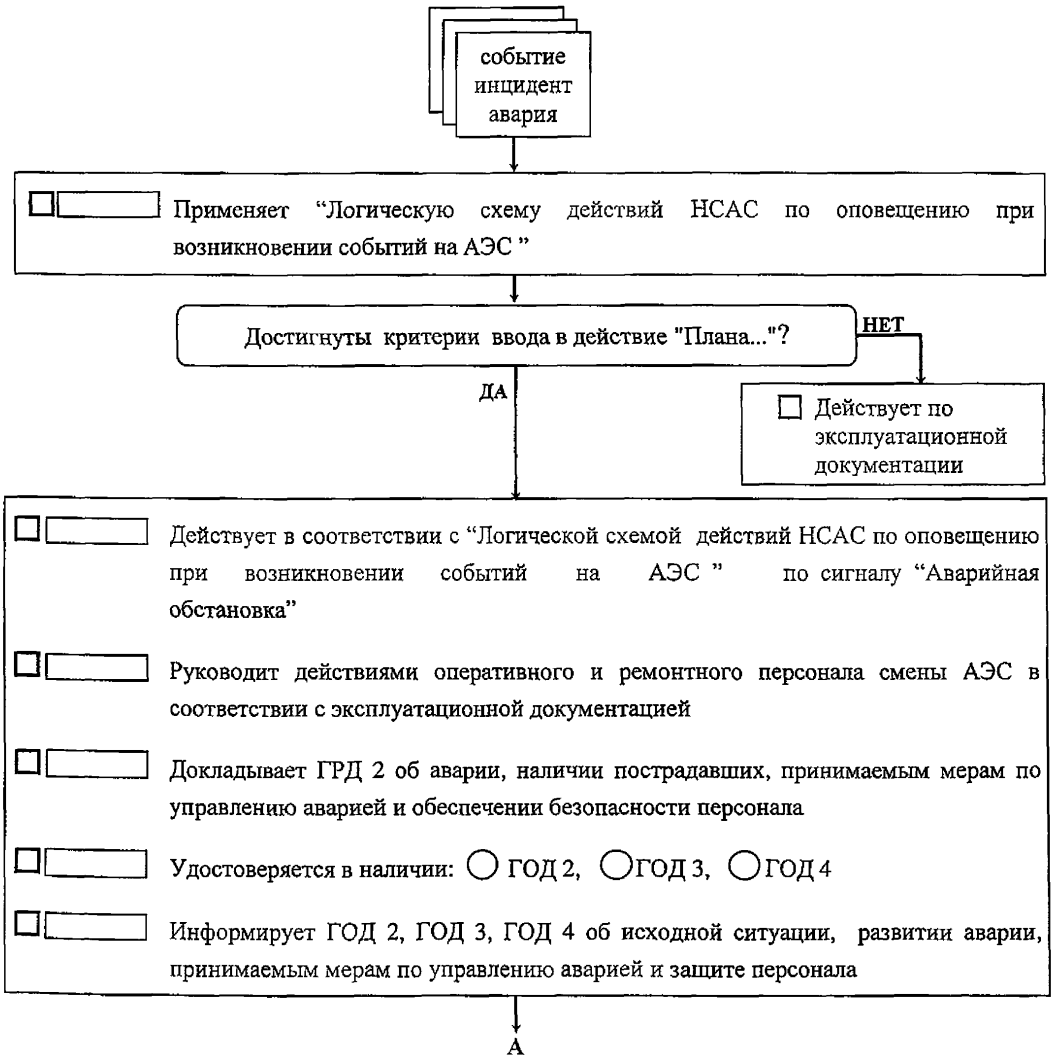 событие
инцидент
авария
Применяет “Логическую схему действий НСАС по оповещению при
возникновении событий на АЭС ”
Достигнуты критерии ввода в действие "Плана..."?
НЕТ
ДА
Действует по
эксплуатационной
документации
Действует в соответствии с “Логической схемой действий НСАС по оповещению
при возникновении событий на АЭС ” по сигналу “Аварийная
обстановка”
Руководит действиями оперативного и ремонтного персонала смены АЭС в
соответствии с эксплуатационной документацией
Докладывает ГРД 2 об аварии, наличии пострадавших, принимаемым мерам по
управлению аварией и обеспечении безопасности персонала
Удостоверяется в наличии: ГОД 2, ГОД 3, ГОД 4
Информирует ГОД 2, ГОД 3, ГОД 4 об исходной ситуации, развитии аварии,
принимаемым мерам по управлению аварией и защите персонала
А